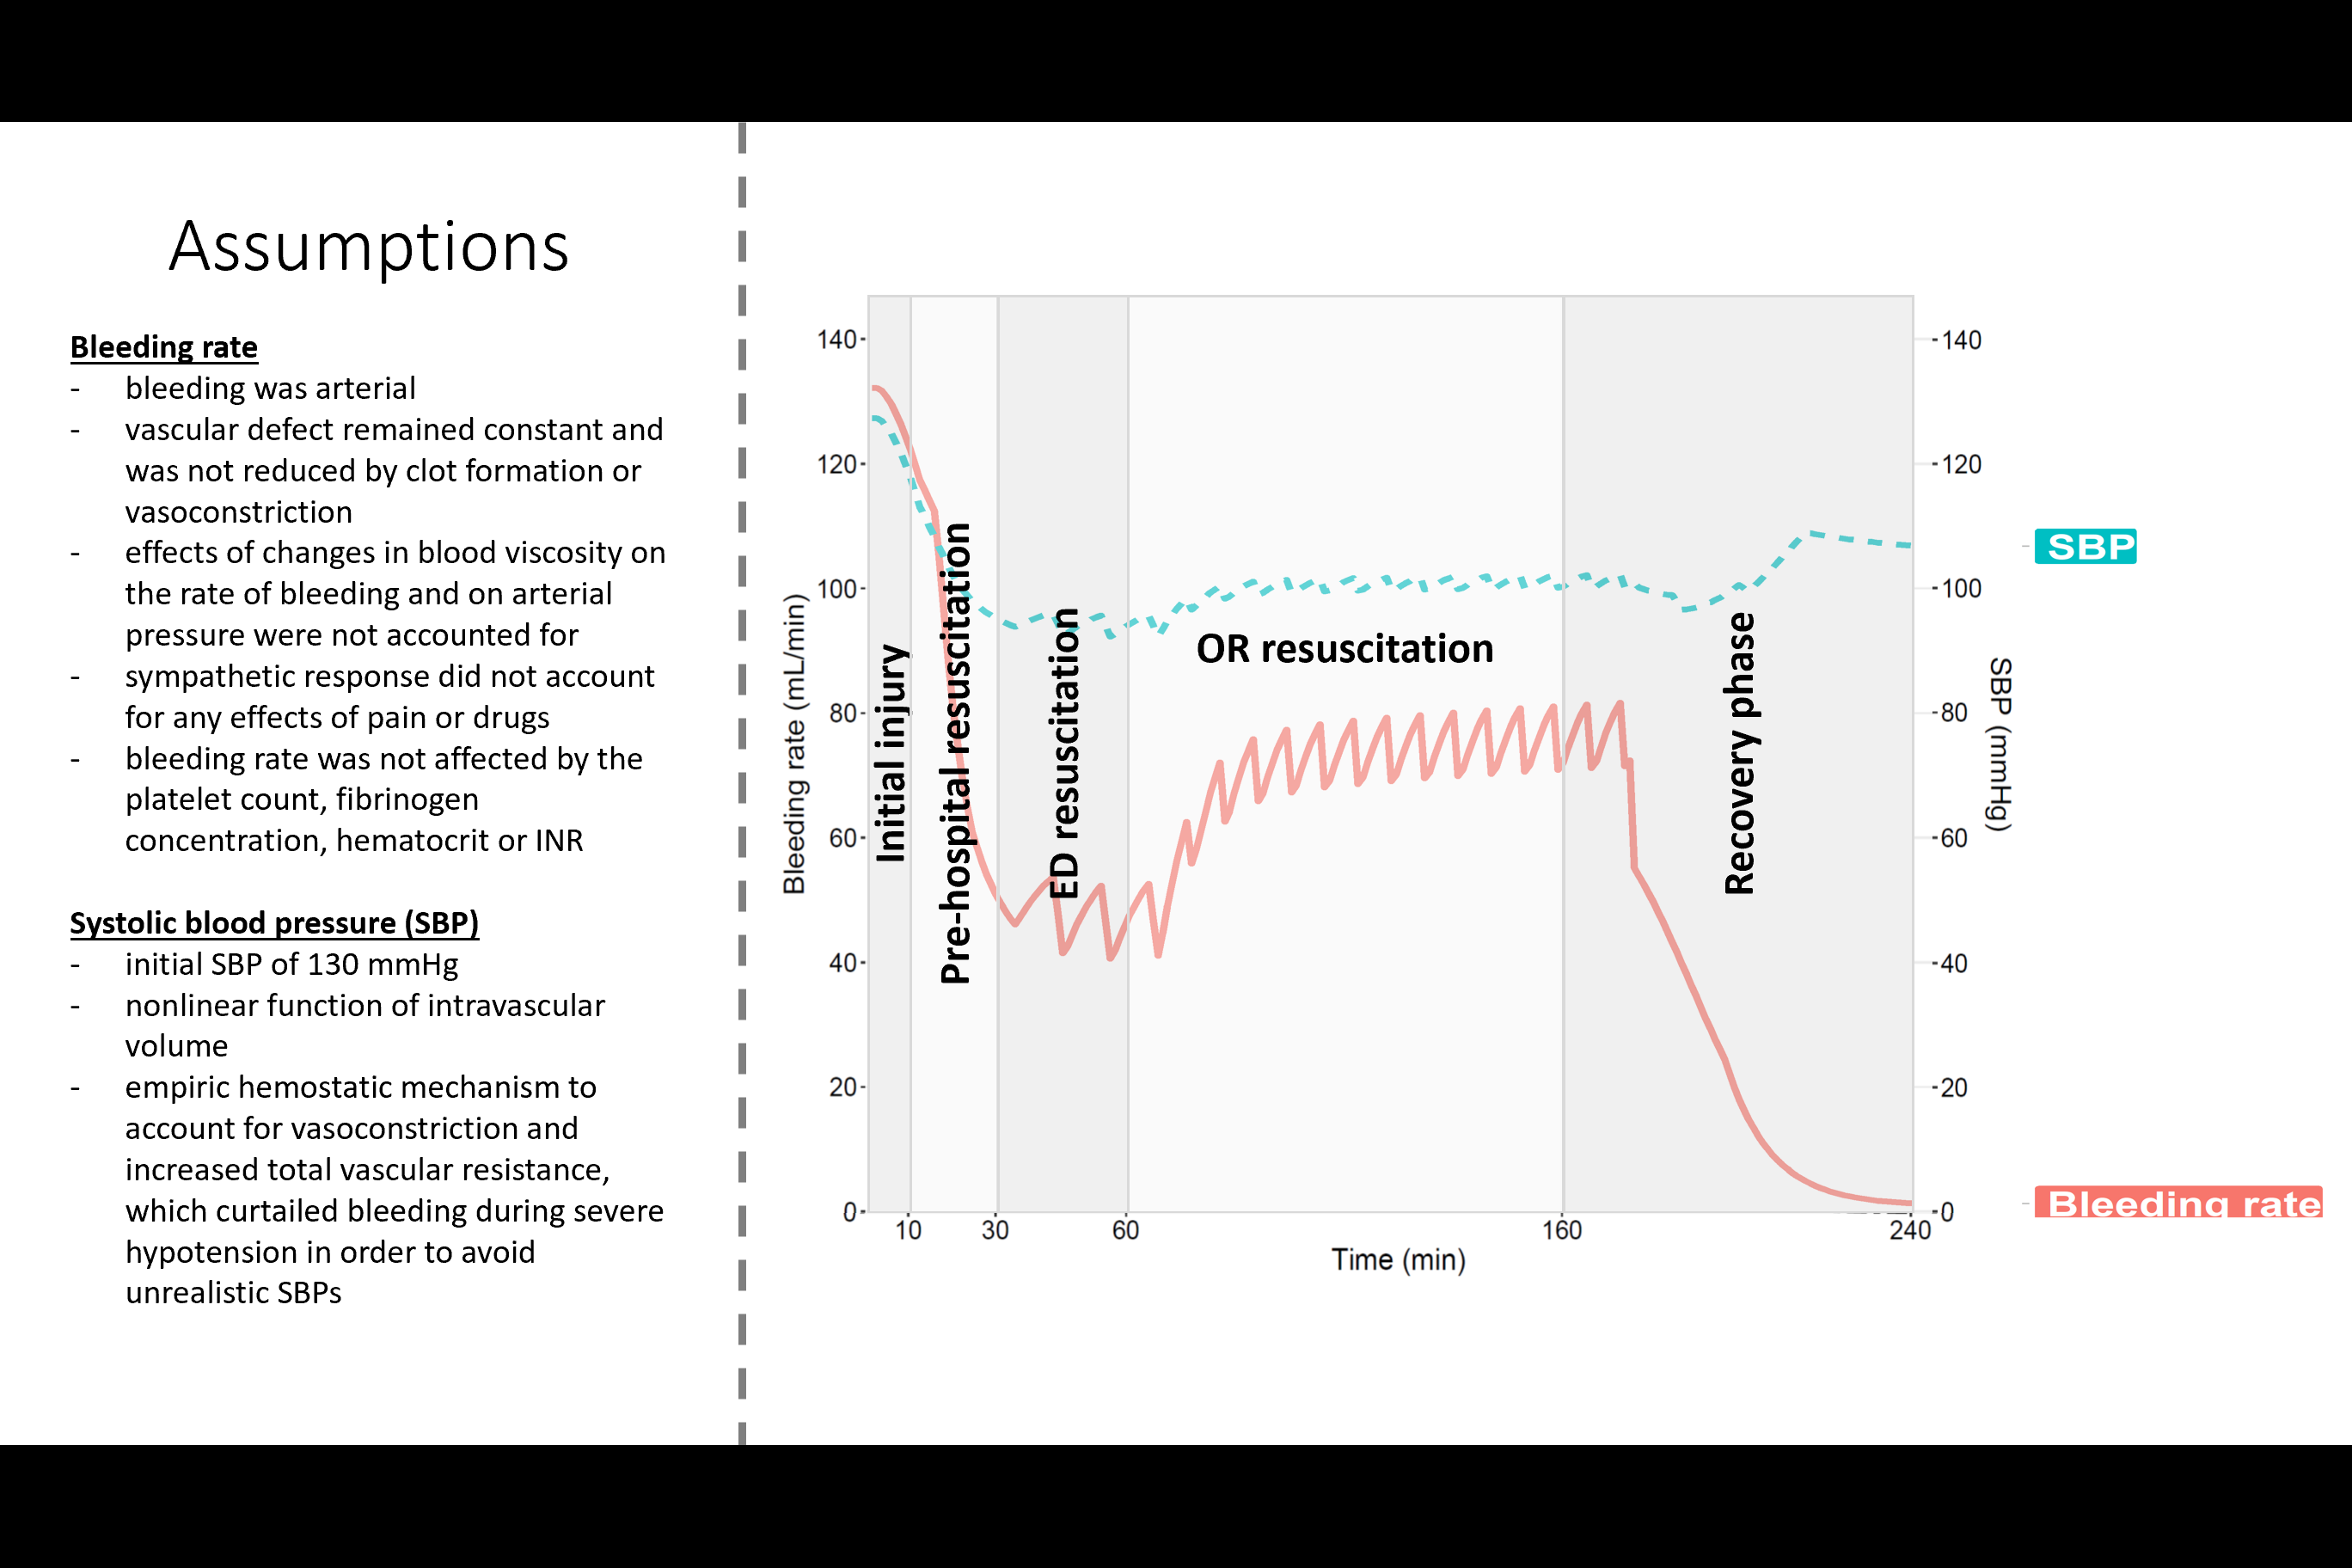 Assumptions
Bleeding rate
- bleeding was arterial
- vascular defect remained constant and
was not reduced by clot formation or
vasoconstriction
- effects of changes in blood viscosity on
the rate of bleeding and on arterial
pressure were not accounted for
- sympathetic response did not account
for any effects of pain or drugs
- bleeding rate was not affected by the
platelet count, fibrinogen
concentration, hematocrit or INR
Systolic blood pressure (SBP)
- initial SBP of 130 mmHg
- nonlinear function of intravascular
volume
- empiric hemostatic mechanism to
account for vasoconstriction and
increased total vascular resistance,
which curtailed bleeding during severe
hypotension in order to avoid
unrealistic SBPs
Bleeding rate (mL/min)
140
120
100
80
60
40
20
0
Initial injury
Pre-hospital resuscitation
ED resuscitation
OR resuscitation
Recovery phase
10 30 60 160 240
Time (min)
140
120
100
80
60
40
20
0
SBP (mmHg)
SBP
Bleeding rate